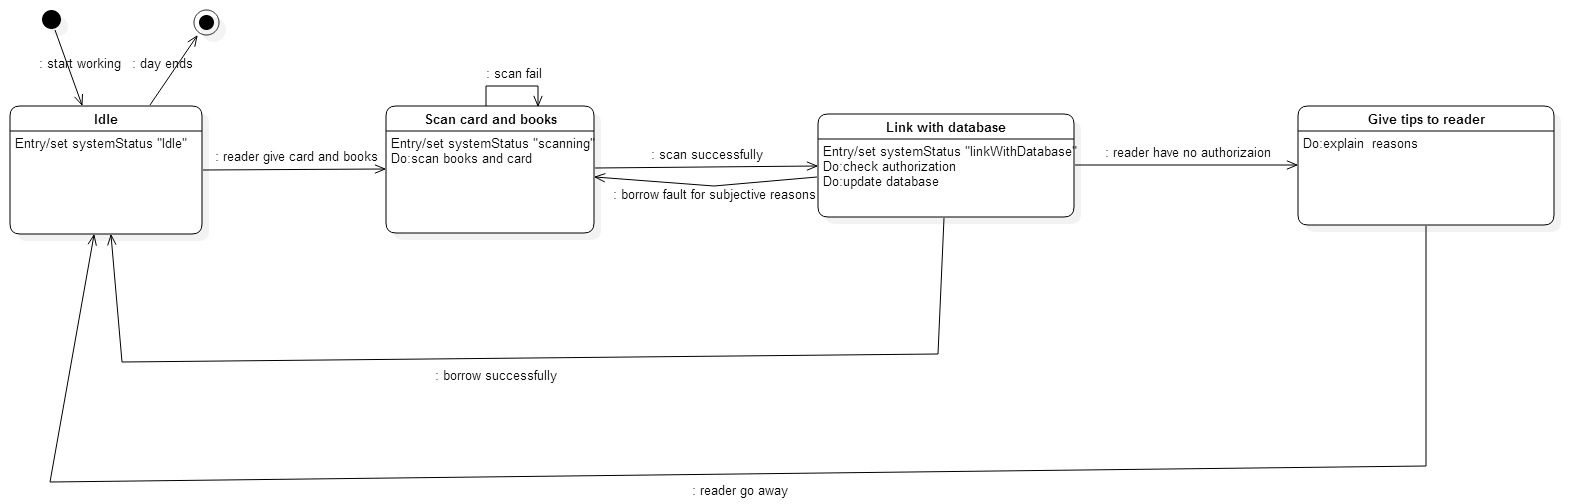 : start working
: day ends
: scan fail
Idle
Entry/set systemStatus "Idle"
: reader give card and books
Scan card and books
Entry/set systemStatus "scanning"
Do:scan books and card
: scan successfully
: borrow fault for subjective reasons
Link with database
Entry/set systemStatus "linkWithDatabase"
Do:check authorization
Do:update database
: reader have no authorizaion
Give tips to reader
Do:explain  reasons
: borrow successfully
: reader go away